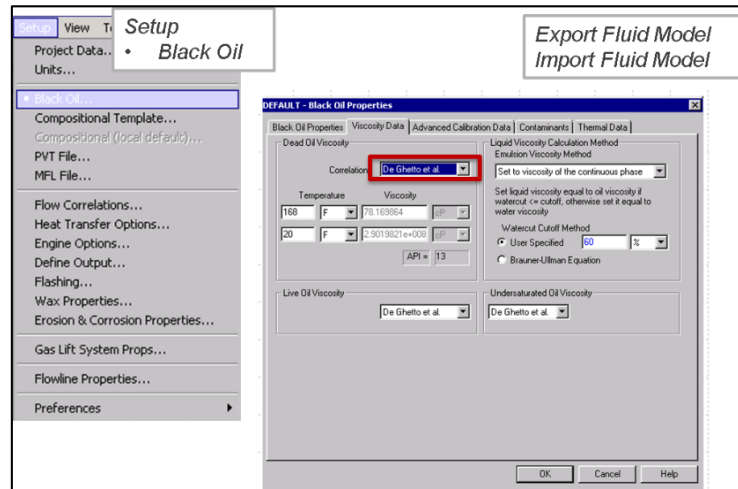 Setup View T
Setup
• Black Oil
Export Fluid Model
Import Fluid Model
Project Data..
Units...
• Black Oil...
Compositional Template...
Compositional (local default)...
PVT File...
MFL File...
Flow Correlations...
Heat Transfer Options...
Engine Options...
Define Output...
Flashing...
Wax Properties...
Erosion & Corrosion Properties...
Gas Lift System Props...
Flowline Properties...
Preferences
DEFAULT - Black Oil Properties
Black Oil Properties Viscosity Data Advanced Calibration Data Contaminants Thermal Data
Dead Oil Viscosity
Correlation De Ghetto et al.
Temperature Viscosity
168 F 78.169864 cP
20 F 2.9019821e+008 cP
API = 13
Liquid Viscosity Calculation Method
Emulsion Viscosity Method
Set to viscosity of the continuous phase
Set liquid viscosity equal to oil viscosity if
watercut <= cutoff, otherwise set it equal to
water viscosity
Watercut Cutoff Method
User Specified 60 %
Brauner-Ullman Equation
Live Oil Viscosity
De Ghetto et al.
Undersaturated Oil Viscosity
De Ghetto et al.
OK Cancel Help